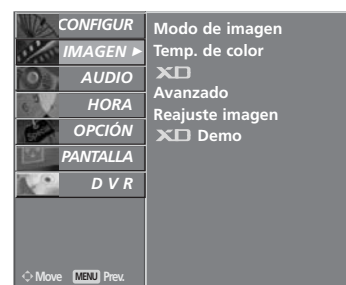 CONFIGUR
IMAGEN ►
AUDIO
HORA
OPCIÓN
PANTALLA
D V R
Modo de imagen
Temp. de color
XD
Avanzado
Reajuste imagen
XD Demo
Move MENU Prev.